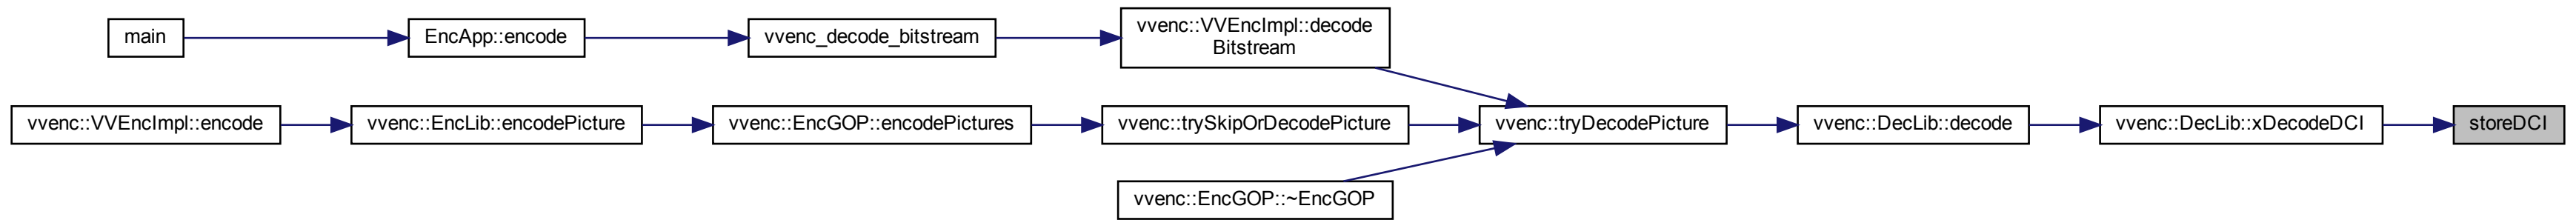 main
EncApp::encode
vvenc_decode_bitstream
vvenc::VVEncImpl::decode
Bitstream
vvenc::VVEncImpl::encode
vvenc::EncLib::encodePicture
vvenc::EncGOP::encodePictures
vvenc::trySkipOrDecodePicture
vvenc::tryDecodePicture
vvenc::DecLib::decode
vvenc::DecLib::xDecodeDCI
storeDCI
vvenc::EncGOP::~EncGOP